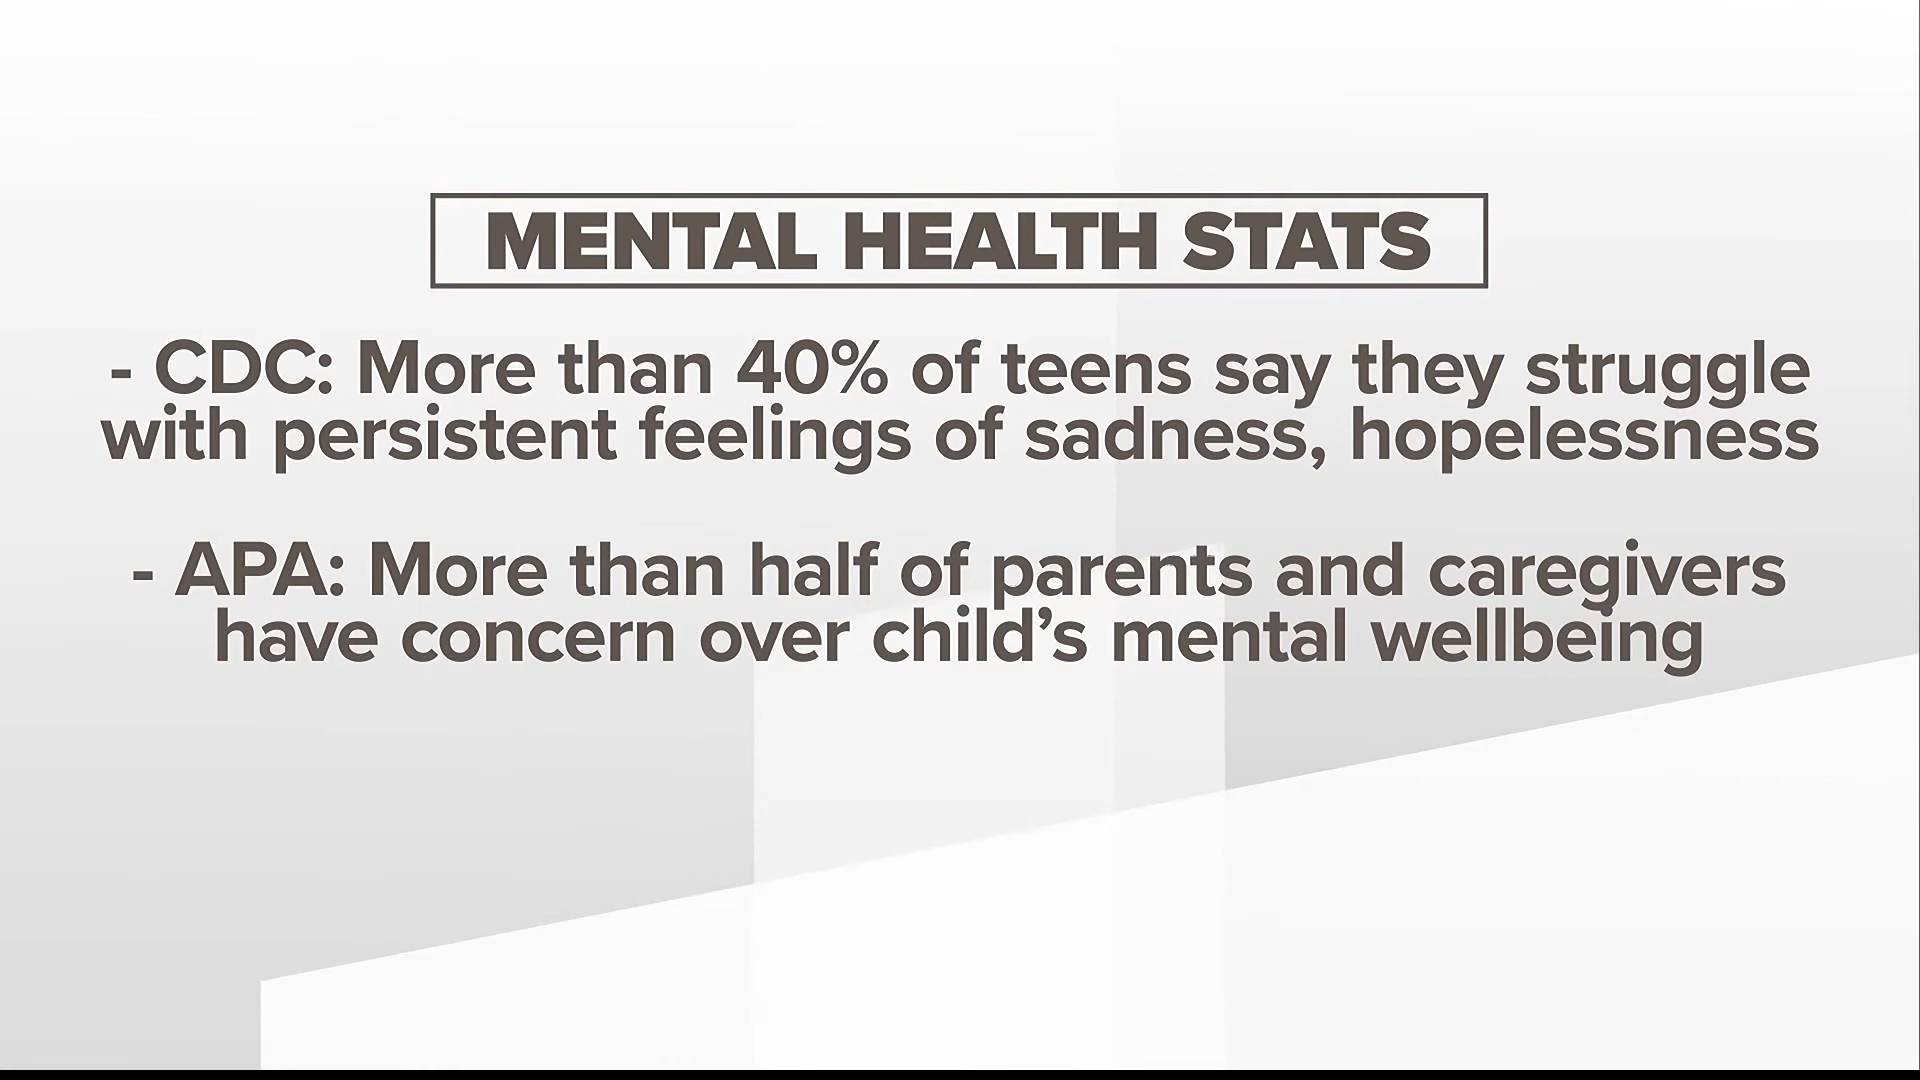 MENTAL HEALTH STATS
- CDC: More than 40% of teens say they struggle
with persistent feelings of sadness, hopelessness
- APA: More than half of parents and caregivers
have concern over child’s mental wellbeing